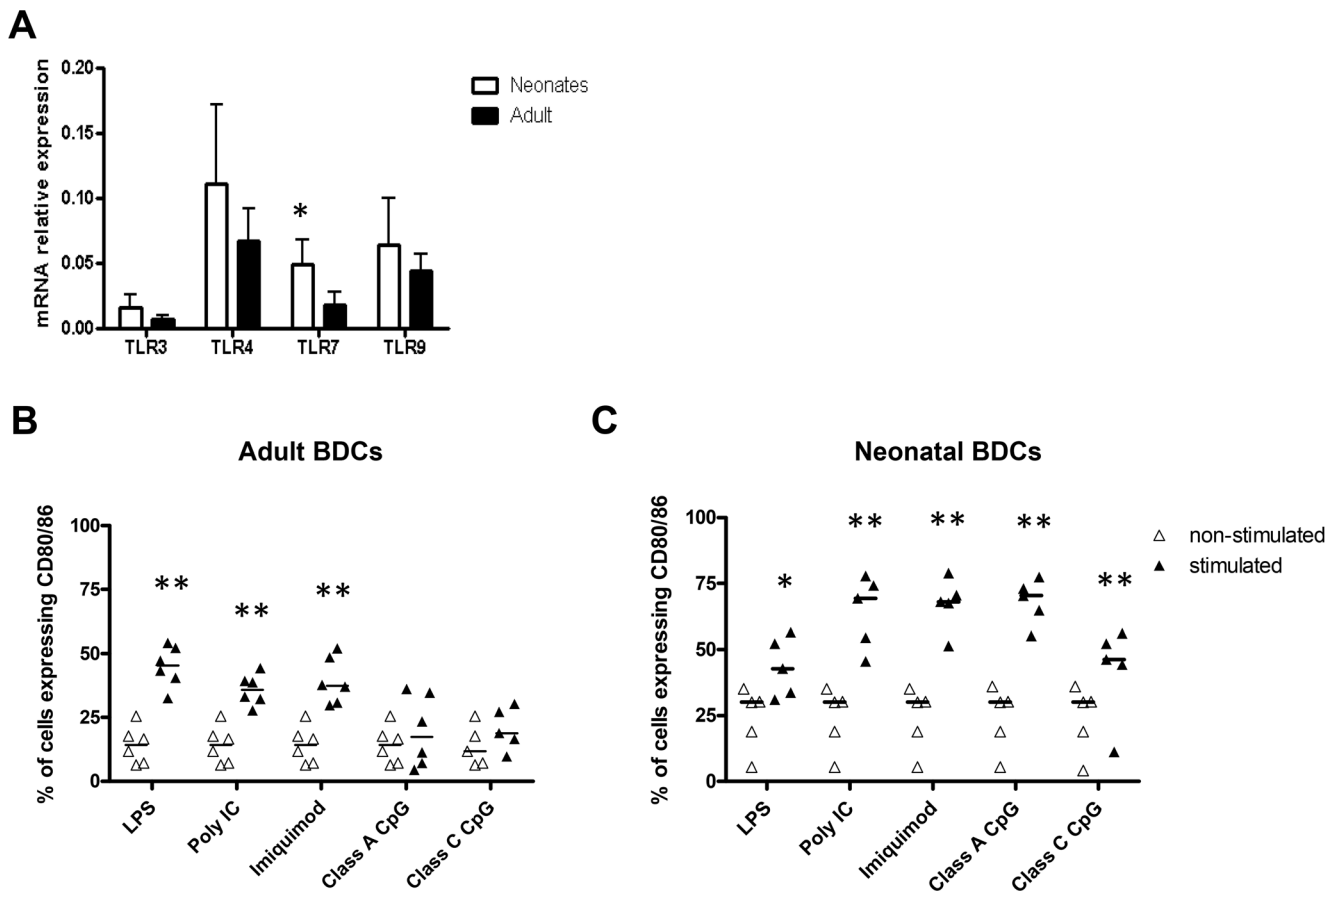 A
mRNA relative expression
0.20
0.15
0.10
0.05
0.00
*
TLR3 TLR4 TLR7 TLR9
Neonates
Adult
B
Adult BDCs
% of cells expressing CD80/86
100
75
50
25
0
** ** **
LPS
Poly IC
Imiquimod
Class A CpG
Class C CpG
C
Neonatal BDCs
% of cells expressing CD80/86
100
75
50
25
0
* ** ** ** **
LPS
Poly IC
Imiquimod
Class A CpG
Class C CpG
non-stimulated
stimulated